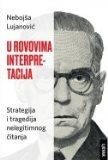 Nebojša
Lujanović
U ROVOVIMA
INTERPRE-
TACIJA
Strategija
i tragedija
nelegitimnog
čitanja